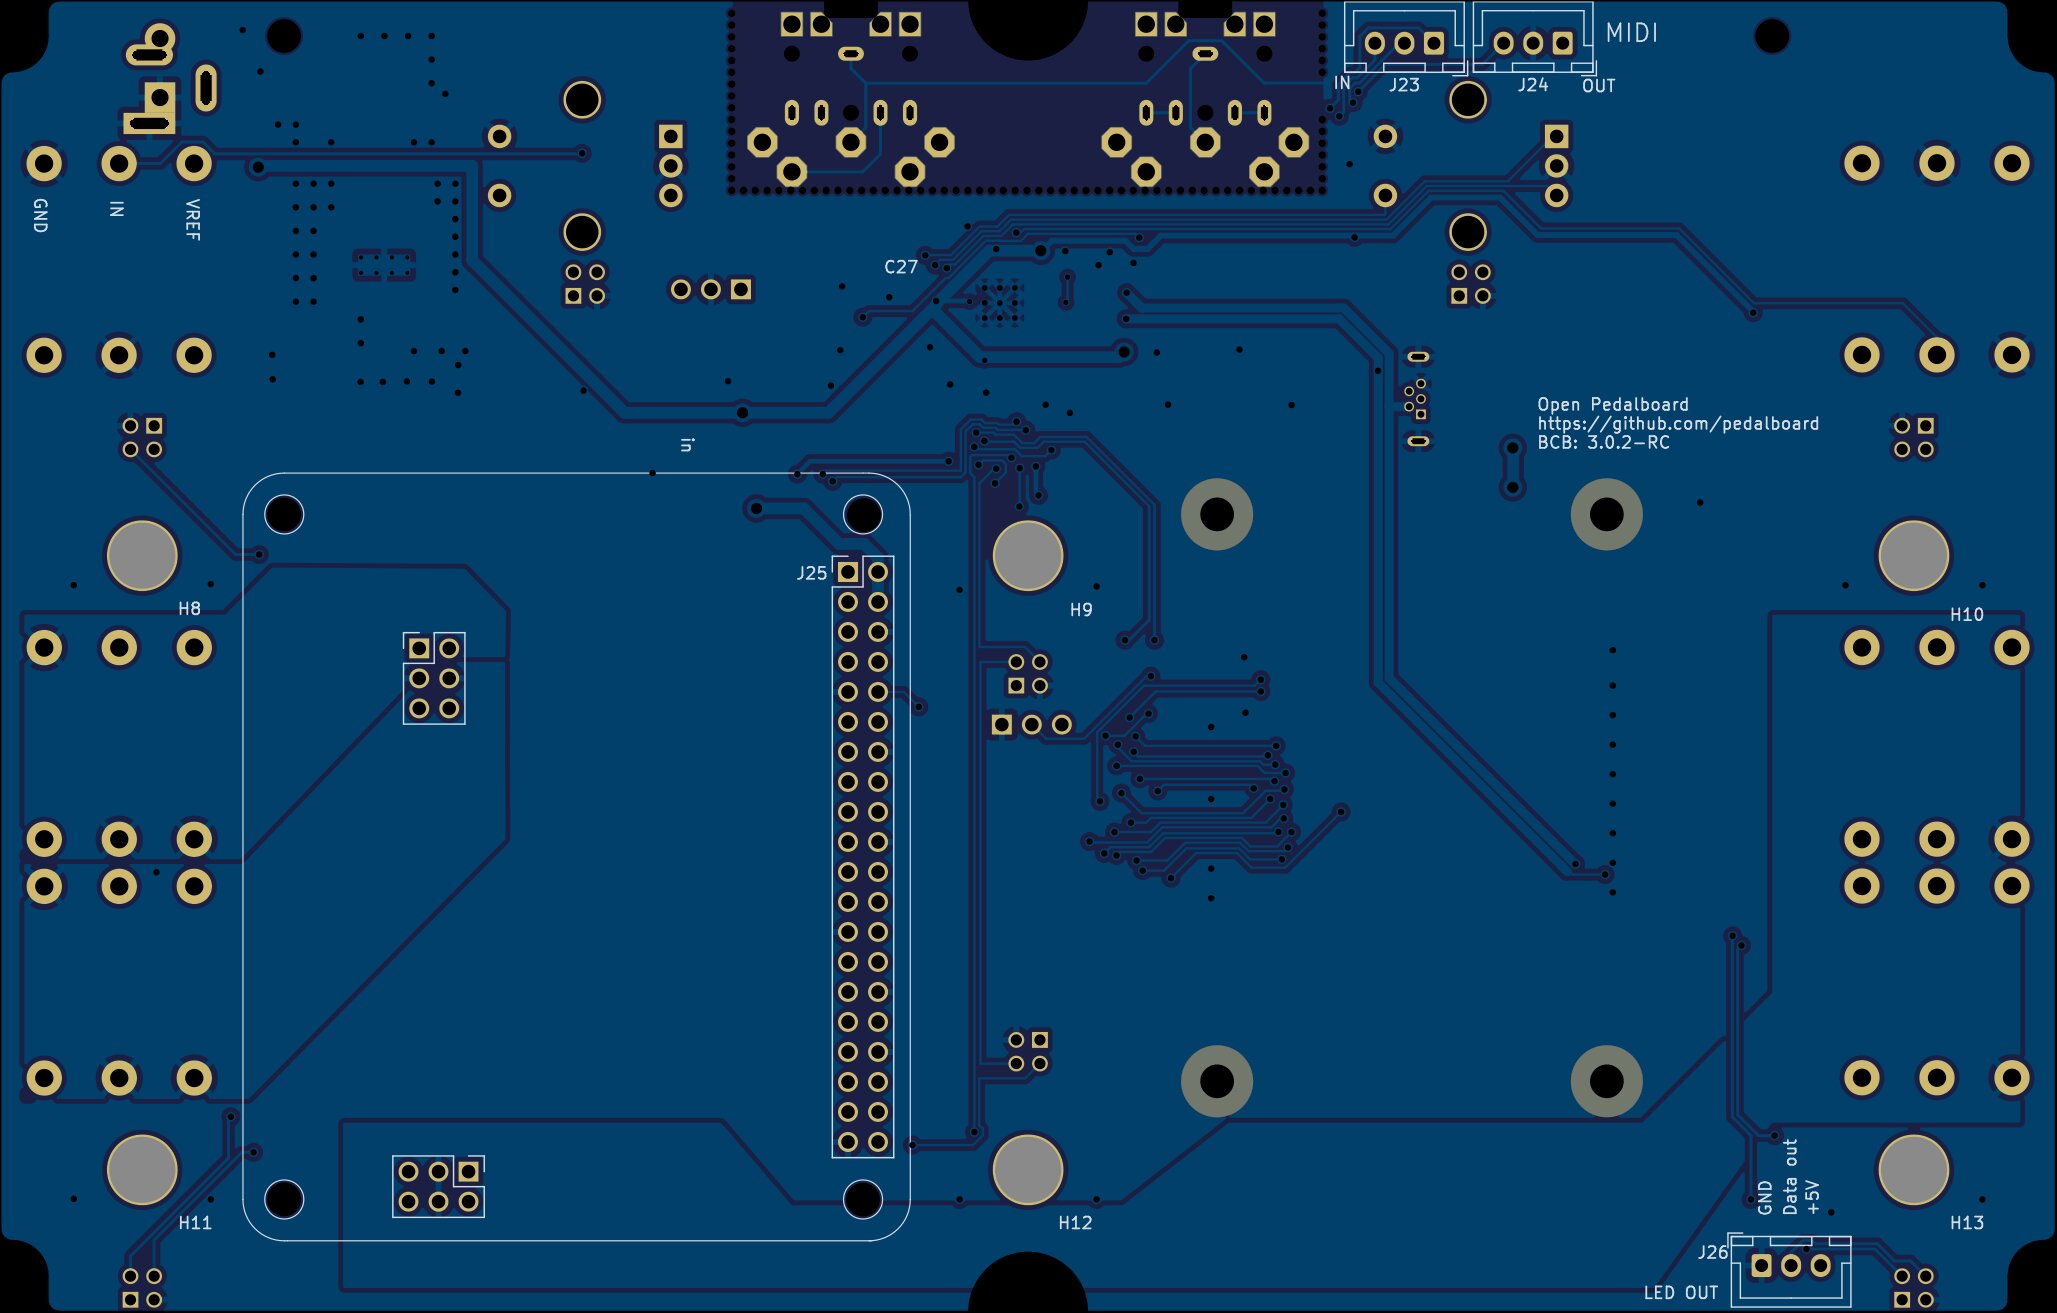 MIDI
IN
J23
J24
OUT
GND
IN
VREF
C27
Open Pedalboard
https://github.com/pedalboard
BCB: 3.0.2-RC
in
J25
H8
H9
H10
GND
Data out
+5V
H11
H12
H13
J26
LED OUT